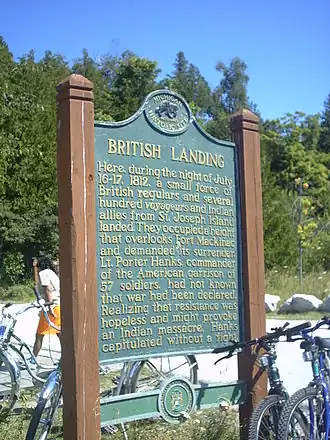 MICHIGAN
HISTORIC SITE
BRITISH LANDING
Here, during the night of July
16-17, 1812, a small force of
British regulars and several
hundred voyageurs and Indian
allies from St. Joseph Island
landed. They occupied a height
that overlooks Fort Mackinac
and demanded its surrender.
Lt. Porter Hanks, commander
of the American garrison of
57 soldiers, had not known
that war had been declared.
Realizing that resistance was
hopeless and might provoke
an Indian massacre, Hanks
capitulated without a fight.